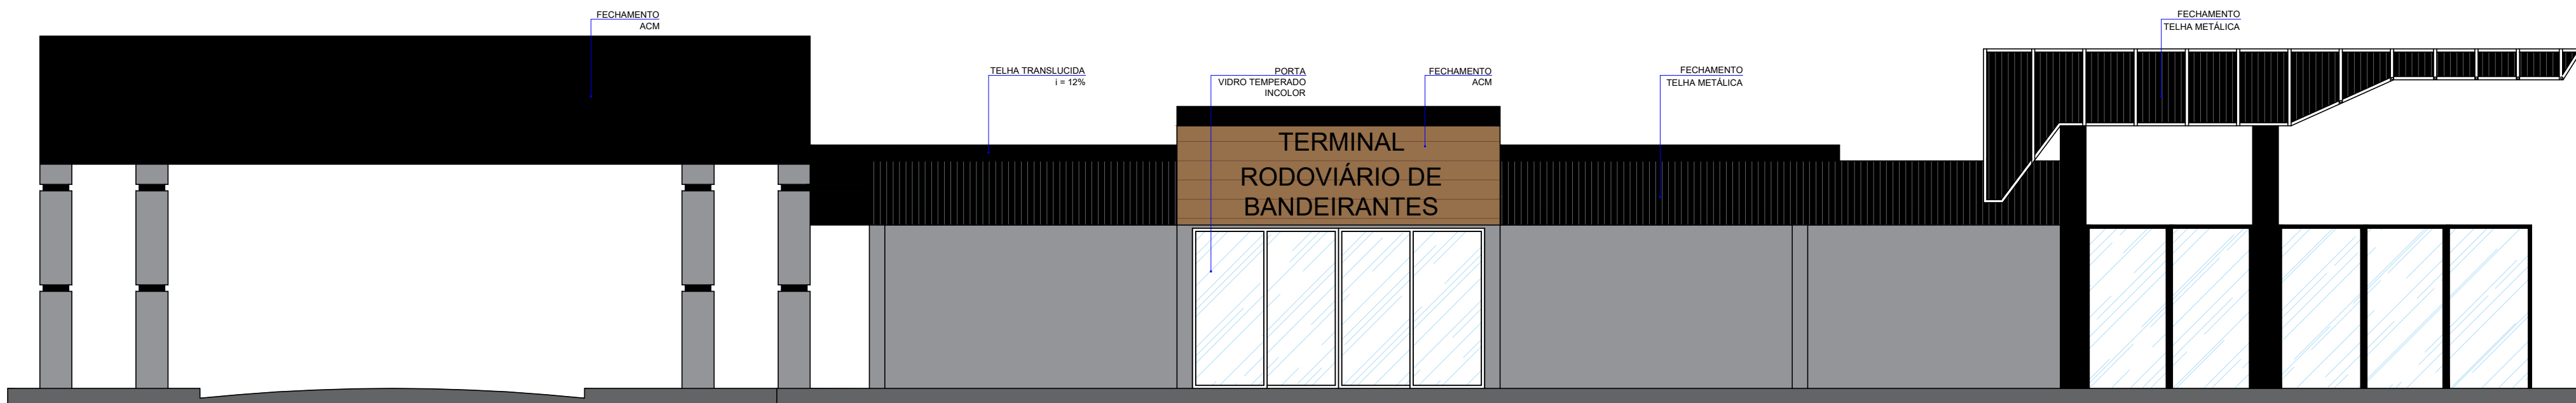 FECHAMENTO
ACM
TELHA TRANSLUCIDA
i = 12%
PORTA
VIDRO TEMPERADO
INCOLOR
FECHAMENTO
ACM
FECHAMENTO
TELHA METÁLICA
FECHAMENTO
TELHA METÁLICA
TERMINAL
RODOVIÁRIO DE
BANDEIRANTES